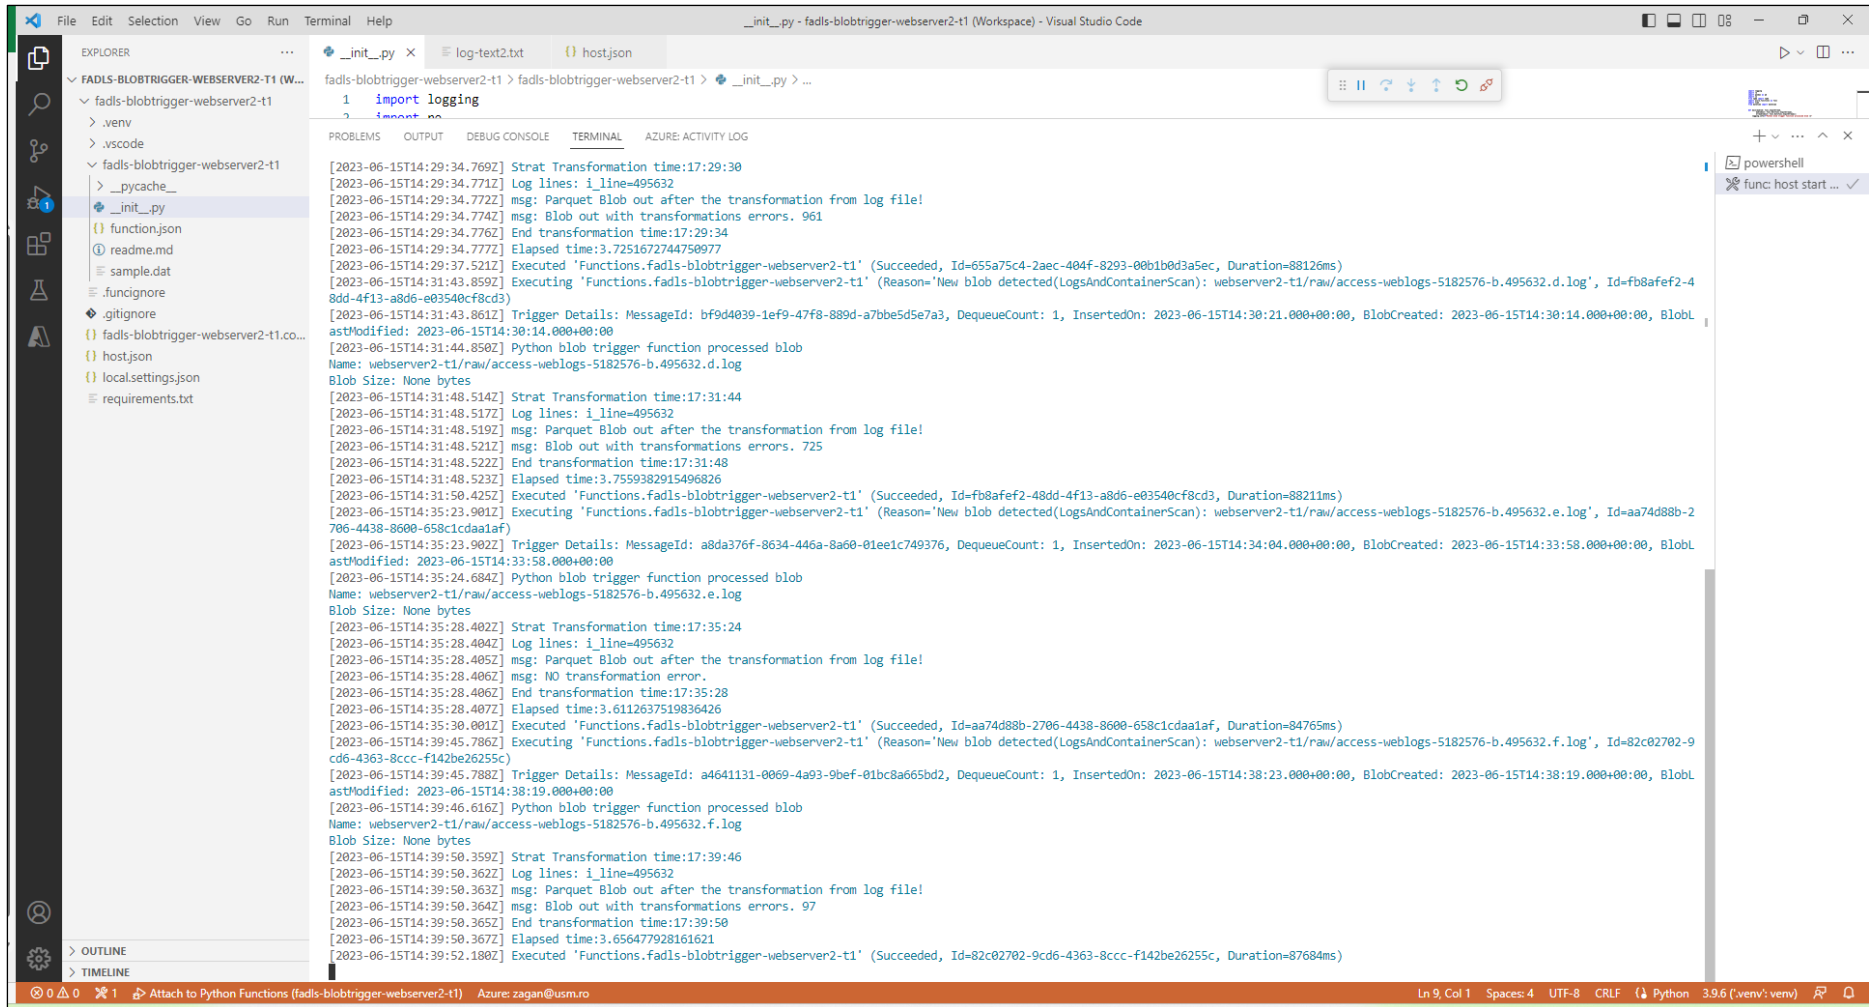 File Edit Selection View Go Run Terminal Help
__init__.py - fadls-blobtrigger-webserver2-t1 (Workspace) - Visual Studio Code
EXPLORER
FADLS-BLOBTRIGGER-WEBSERVER2-T1 (W...
fadls-blobtrigger-webserver2-t1
.venv
.vscode
fadls-blobtrigger-webserver2-t1
__pycache__
__init__.py
function.json
readme.md
sample.dat
.funcignore
.gitignore
fadls-blobtrigger-webserver2-t1.co...
host.json
local.settings.json
requirements.txt
OUTLINE
TIMELINE
1
__init__.py log-text2.txt host.json
fadls-blobtrigger-webserver2-t1 > fadls-blobtrigger-webserver2-t1 > __init__.py > ...
1 import logging
2 import
PROBLEMS OUTPUT DEBUG CONSOLE TERMINAL AZURE: ACTIVITY LOG
powershell
func: host start ...
[2023-06-15T14:29:34.769Z] Strat Transformation time:17:29:30
[2023-06-15T14:29:34.771Z] Log lines: i_line=495632
[2023-06-15T14:29:34.772Z] msg: Parquet Blob out after the transformation from log file!
[2023-06-15T14:29:34.774Z] msg: Blob out with transformations errors. 961
[2023-06-15T14:29:34.776Z] End transformation time:17:29:34
[2023-06-15T14:29:34.777Z] Elapsed time:3.7251672744750977
[2023-06-15T14:29:37.521Z] Executed 'Functions.fadls-blobtrigger-webserver2-t1' (Succeeded, Id=655a75c4-2aec-404f-8293-00b1b0d3a5ec, Duration=88126ms)
[2023-06-15T14:31:43.859Z] Executing 'Functions.fadls-blobtrigger-webserver2-t1' (Reason='New blob detected(LogsAndContainerScan): webserver2-t1/raw/access-weblogs-5182576-b.495632.d.log', Id=fb8afef2-4
8dd-4f13-a8d6-e03540cf8cd3)
[2023-06-15T14:31:43.861Z] Trigger Details: MessageId: bf9d4039-1ef9-47f8-889d-a7bbe5d5e7a3, DequeueCount: 1, InsertedOn: 2023-06-15T14:30:21.000+00:00, BlobCreated: 2023-06-15T14:30:14.000+00:00, BlobL
astModified: 2023-06-15T14:30:14.000+00:00
[2023-06-15T14:31:44.850Z] Python blob trigger function processed blob
Name: webserver2-t1/raw/access-weblogs-5182576-b.495632.d.log
Blob Size: None bytes
[2023-06-15T14:31:48.514Z] Strat Transformation time:17:31:44
[2023-06-15T14:31:48.517Z] Log lines: i_line=495632
[2023-06-15T14:31:48.519Z] msg: Parquet Blob out after the transformation from log file!
[2023-06-15T14:31:48.521Z] msg: Blob out with transformations errors. 725
[2023-06-15T14:31:48.522Z] End transformation time:17:31:48
[2023-06-15T14:31:48.523Z] Elapsed time:3.7559382915496826
[2023-06-15T14:31:50.425Z] Executed 'Functions.fadls-blobtrigger-webserver2-t1' (Succeeded, Id=fb8afef2-48dd-4f13-a8d6-e03540cf8cd3, Duration=88211ms)
[2023-06-15T14:35:23.901Z] Executing 'Functions.fadls-blobtrigger-webserver2-t1' (Reason='New blob detected(LogsAndContainerScan): webserver2-t1/raw/access-weblogs-5182576-b.495632.e.log', Id=aa74d88b-2
706-4438-8600-658c1cdaa1af)
[2023-06-15T14:35:23.902Z] Trigger Details: MessageId: a8da376f-8634-446a-8a60-01ee1c749376, DequeueCount: 1, InsertedOn: 2023-06-15T14:34:04.000+00:00, BlobCreated: 2023-06-15T14:33:58.000+00:00, BlobL
astModified: 2023-06-15T14:33:58.000+00:00
[2023-06-15T14:35:24.684Z] Python blob trigger function processed blob
Name: webserver2-t1/raw/access-weblogs-5182576-b.495632.e.log
Blob Size: None bytes
[2023-06-15T14:35:28.402Z] Strat Transformation time:17:35:24
[2023-06-15T14:35:28.404Z] Log lines: i_line=495632
[2023-06-15T14:35:28.405Z] msg: Parquet Blob out after the transformation from log file!
[2023-06-15T14:35:28.406Z] msg: NO transformation error.
[2023-06-15T14:35:28.406Z] End transformation time:17:35:28
[2023-06-15T14:35:28.407Z] Elapsed time:3.6112637519836426
[2023-06-15T14:35:30.001Z] Executed 'Functions.fadls-blobtrigger-webserver2-t1' (Succeeded, Id=aa74d88b-2706-4438-8600-658c1cdaa1af, Duration=84765ms)
[2023-06-15T14:39:45.786Z] Executing 'Functions.fadls-blobtrigger-webserver2-t1' (Reason='New blob detected(LogsAndContainerScan): webserver2-t1/raw/access-weblogs-5182576-b.495632.f.log', Id=82c02702-9
cd6-4363-8ccc-f142be26255c)
[2023-06-15T14:39:45.788Z] Trigger Details: MessageId: a4641131-0069-4a93-9bef-01bc8a665bd2, DequeueCount: 1, InsertedOn: 2023-06-15T14:38:23.000+00:00, BlobCreated: 2023-06-15T14:38:19.000+00:00, BlobL
astModified: 2023-06-15T14:38:19.000+00:00
[2023-06-15T14:39:46.616Z] Python blob trigger function processed blob
Name: webserver2-t1/raw/access-weblogs-5182576-b.495632.f.log
Blob Size: None bytes
[2023-06-15T14:39:50.359Z] Strat Transformation time:17:39:46
[2023-06-15T14:39:50.362Z] Log lines: i_line=495632
[2023-06-15T14:39:50.363Z] msg: Parquet Blob out after the transformation from log file!
[2023-06-15T14:39:50.364Z] msg: Blob out with transformations errors. 97
[2023-06-15T14:39:50.365Z] End transformation time:17:39:50
[2023-06-15T14:39:50.367Z] Elapsed time:3.656477928161621
[2023-06-15T14:39:52.180Z] Executed 'Functions.fadls-blobtrigger-webserver2-t1' (Succeeded, Id=82c02702-9cd6-4363-8ccc-f142be26255c, Duration=87684ms)
0 0 1 Attach to Python Functions (fadls-blobtrigger-webserver2-t1) Azure: zagan@usm.ro Ln 9, Col 1 Spaces: 4 UTF-8 CRLF Python 3.9.6 ('.venv': venv)